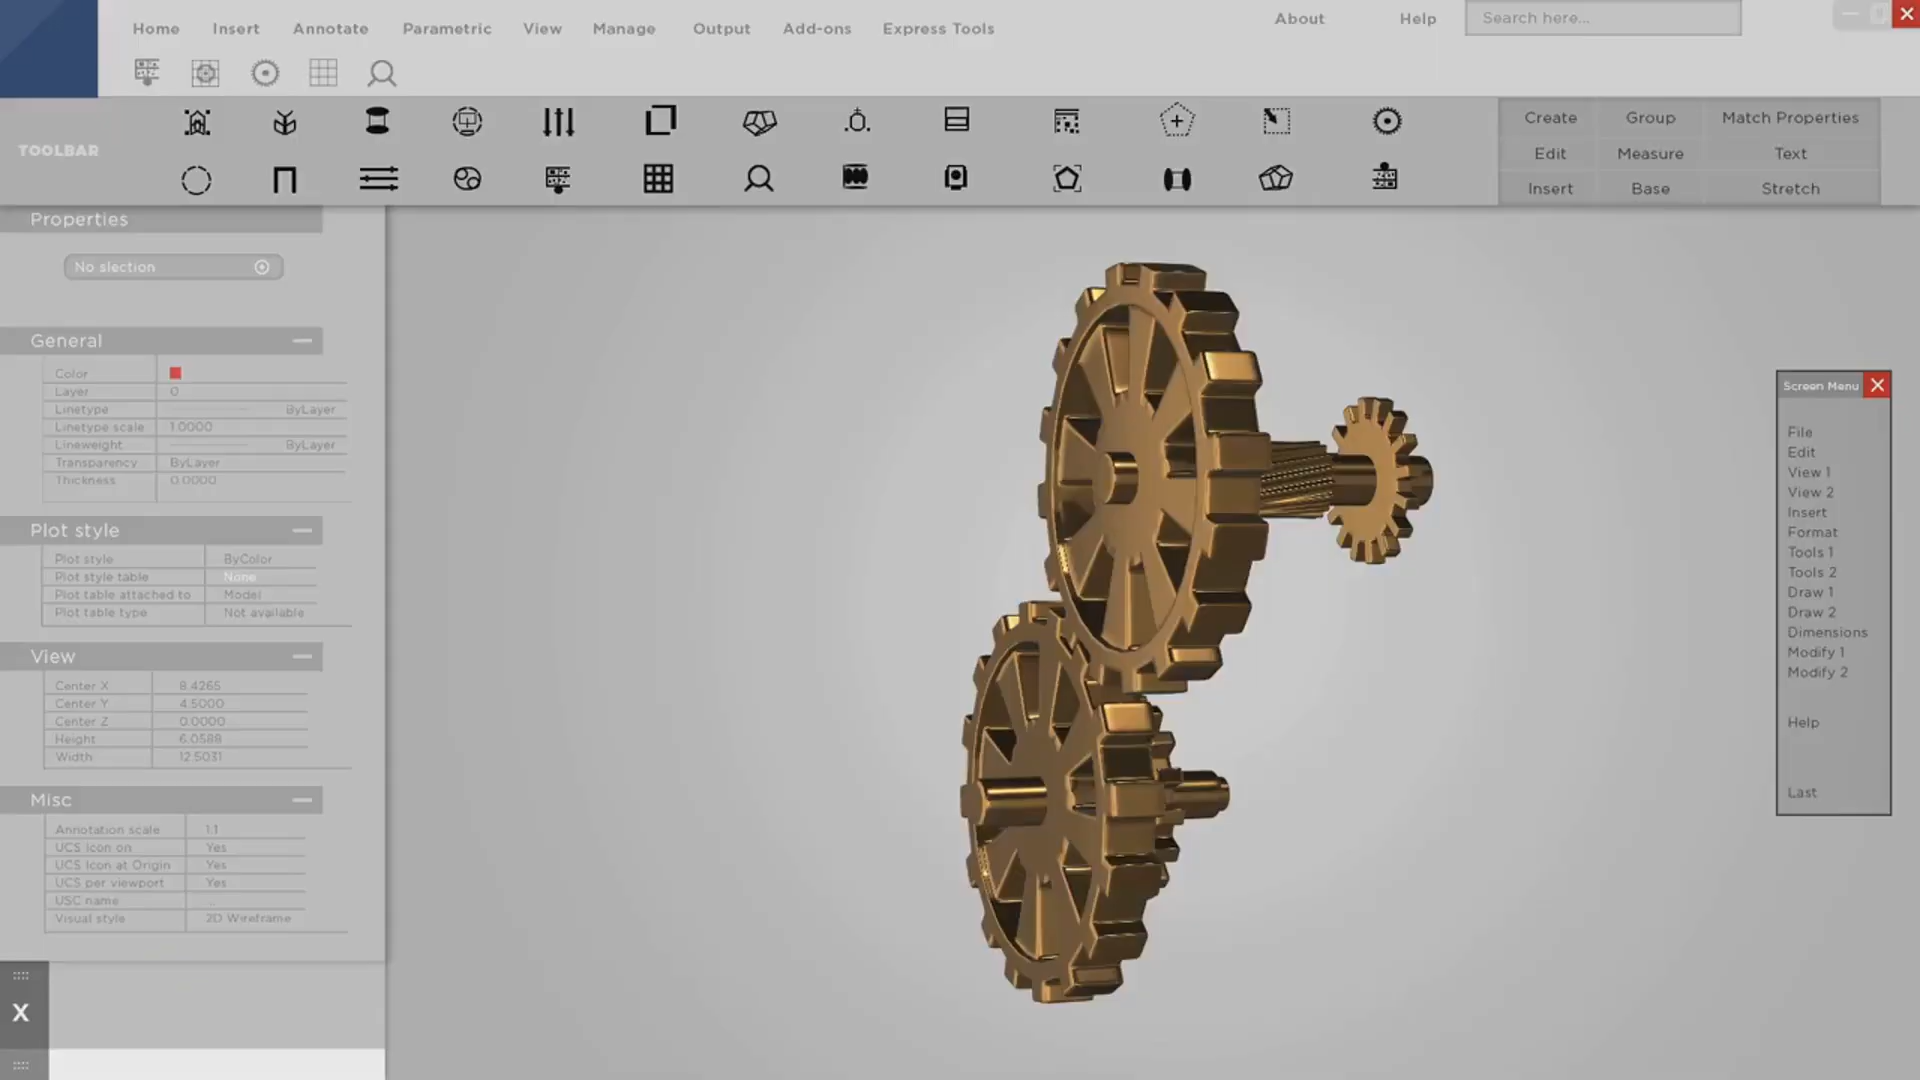 Home Insert Annotate Parametric View Manage Output Add-ons Express Tools
About Help Search here...
TOOLBAR
Create Group Match Properties
Edit Measure Text
Insert Base Stretch
Properties
No slection
General
Color
Layer 0
Linetype ByLayer
Linetype scale 1.0000
Lineweight ByLayer
Transparency ByLayer
Thickness 0.0000
Plot style
Plot style ByColor
Plot style table None
Plot table attached to Model
Plot table type Not available
View
Center X 8.4265
Center Y 4.5000
Center Z 0.0000
Height 6.0588
Width 12.5031
Misc
Annotation scale 1:1
UCS Icon on Yes
UCS Icon at Origin Yes
UCS per viewport Yes
USC name ..
Visual style 2D Wireframe
X
Screen Menu
File
Edit
View 1
View 2
Insert
Format
Tools 1
Tools 2
Draw 1
Draw 2
Dimensions
Modify 1
Modify 2
Help
Last